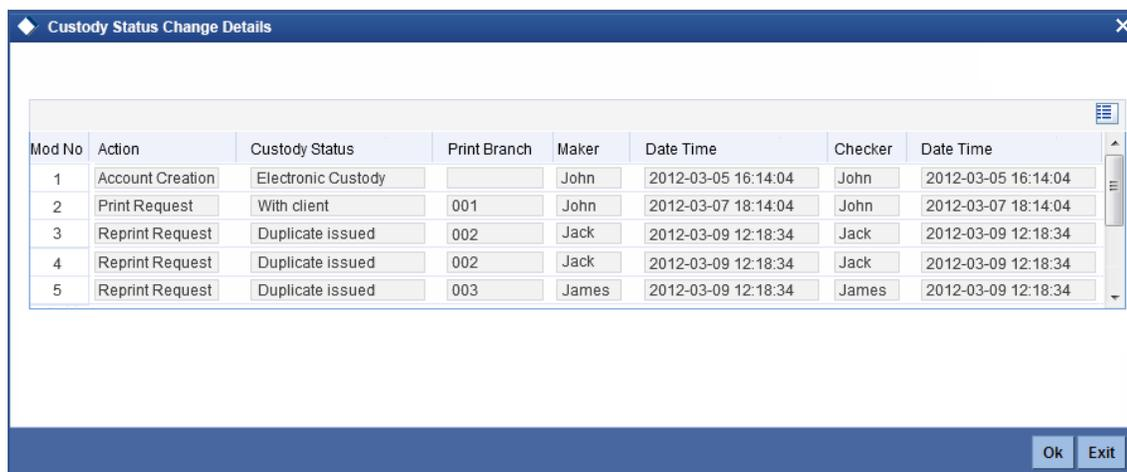 Custody Status Change Details
Mod No Action Custody Status Print Branch Maker Date Time Checker Date Time
1 Account Creation Electronic Custody John 2012-03-05 16:14:04 John 2012-03-05 16:14:04
2 Print Request With client 001 John 2012-03-07 18:14:04 John 2012-03-07 18:14:04
3 Reprint Request Duplicate issued 002 Jack 2012-03-09 12:18:34 Jack 2012-03-09 12:18:34
4 Reprint Request Duplicate issued 002 Jack 2012-03-09 12:18:34 Jack 2012-03-09 12:18:34
5 Reprint Request Duplicate issued 003 James 2012-03-09 12:18:34 James 2012-03-09 12:18:34
Ok Exit